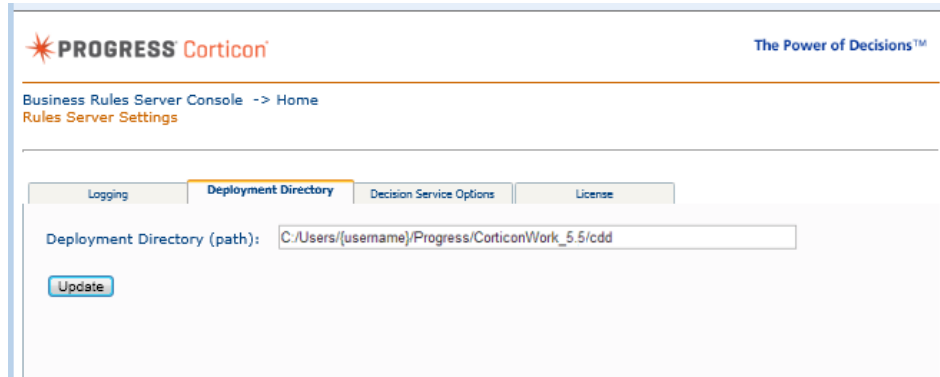 PROGRESS Corticon
The Power of Decisions™
Business Rules Server Console -> Home
Rules Server Settings
Logging
Deployment Directory
Decision Service Options
License
Deployment Directory (path): C:/Users/{username}/Progress/CorticonWork_5.5/cdd
Update